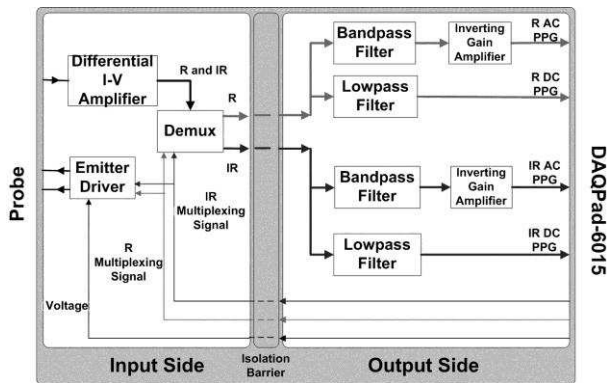 Differential
I-V
Amplifier
R and IR
R
Demux
IR
Emitter
Driver
IR
Multiplexing
Signal
R
Multiplexing
Signal
Voltage
Probe
Bandpass
Filter
Inverting
Gain
Amplifier
R AC
PPG
Lowpass
Filter
R DC
PPG
Bandpass
Filter
Inverting
Gain
Amplifier
IR AC
PPG
Lowpass
Filter
IR DC
PPG
DAQPad-6015
Input Side
Isolation
Barrier
Output Side